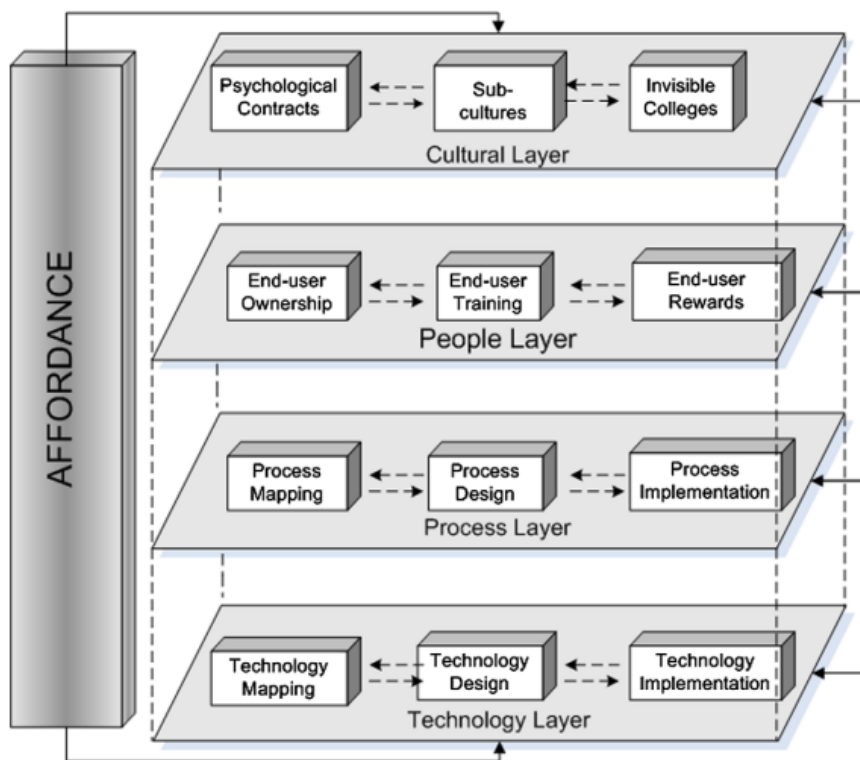 AFFORDANCE
Psychological
Contracts
Sub-
cultures
Invisible
Colleges
Cultural Layer
End-user
Ownership
End-user
Training
End-user
Rewards
People Layer
Process
Mapping
Process
Design
Process
Implementation
Process Layer
Technology
Mapping
Technology
Design
Technology
Implementation
Technology Layer